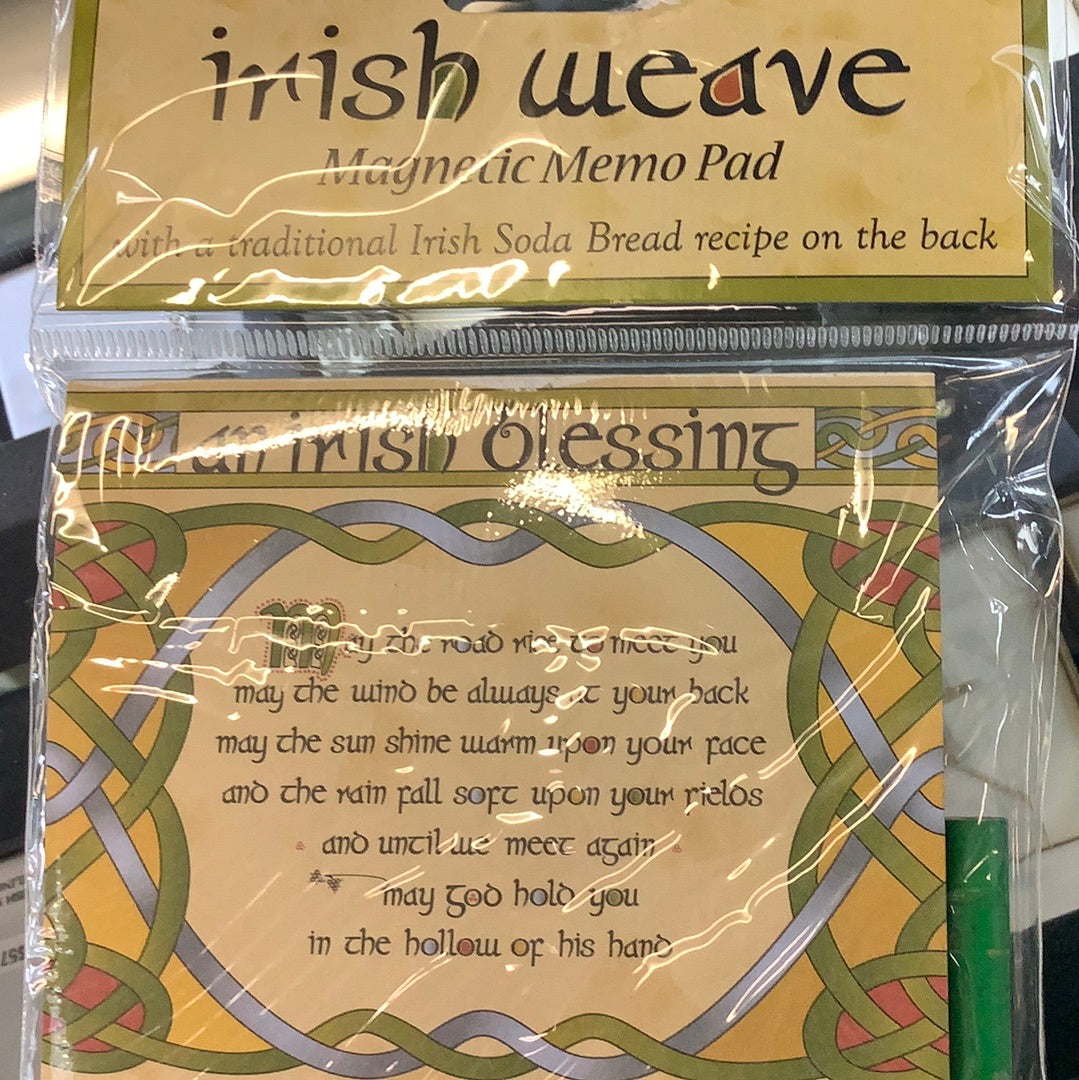 irish weave
Magnetic Memo Pad
with a traditional Irish Soda Bread recipe on the back
an irish blessing
May the road rise to meet you
may the wind be always at your back
may the sun shine warm upon your face
and the rain fall soft upon your fields
and until we meet again
may God hold you
in the hollow of his hand